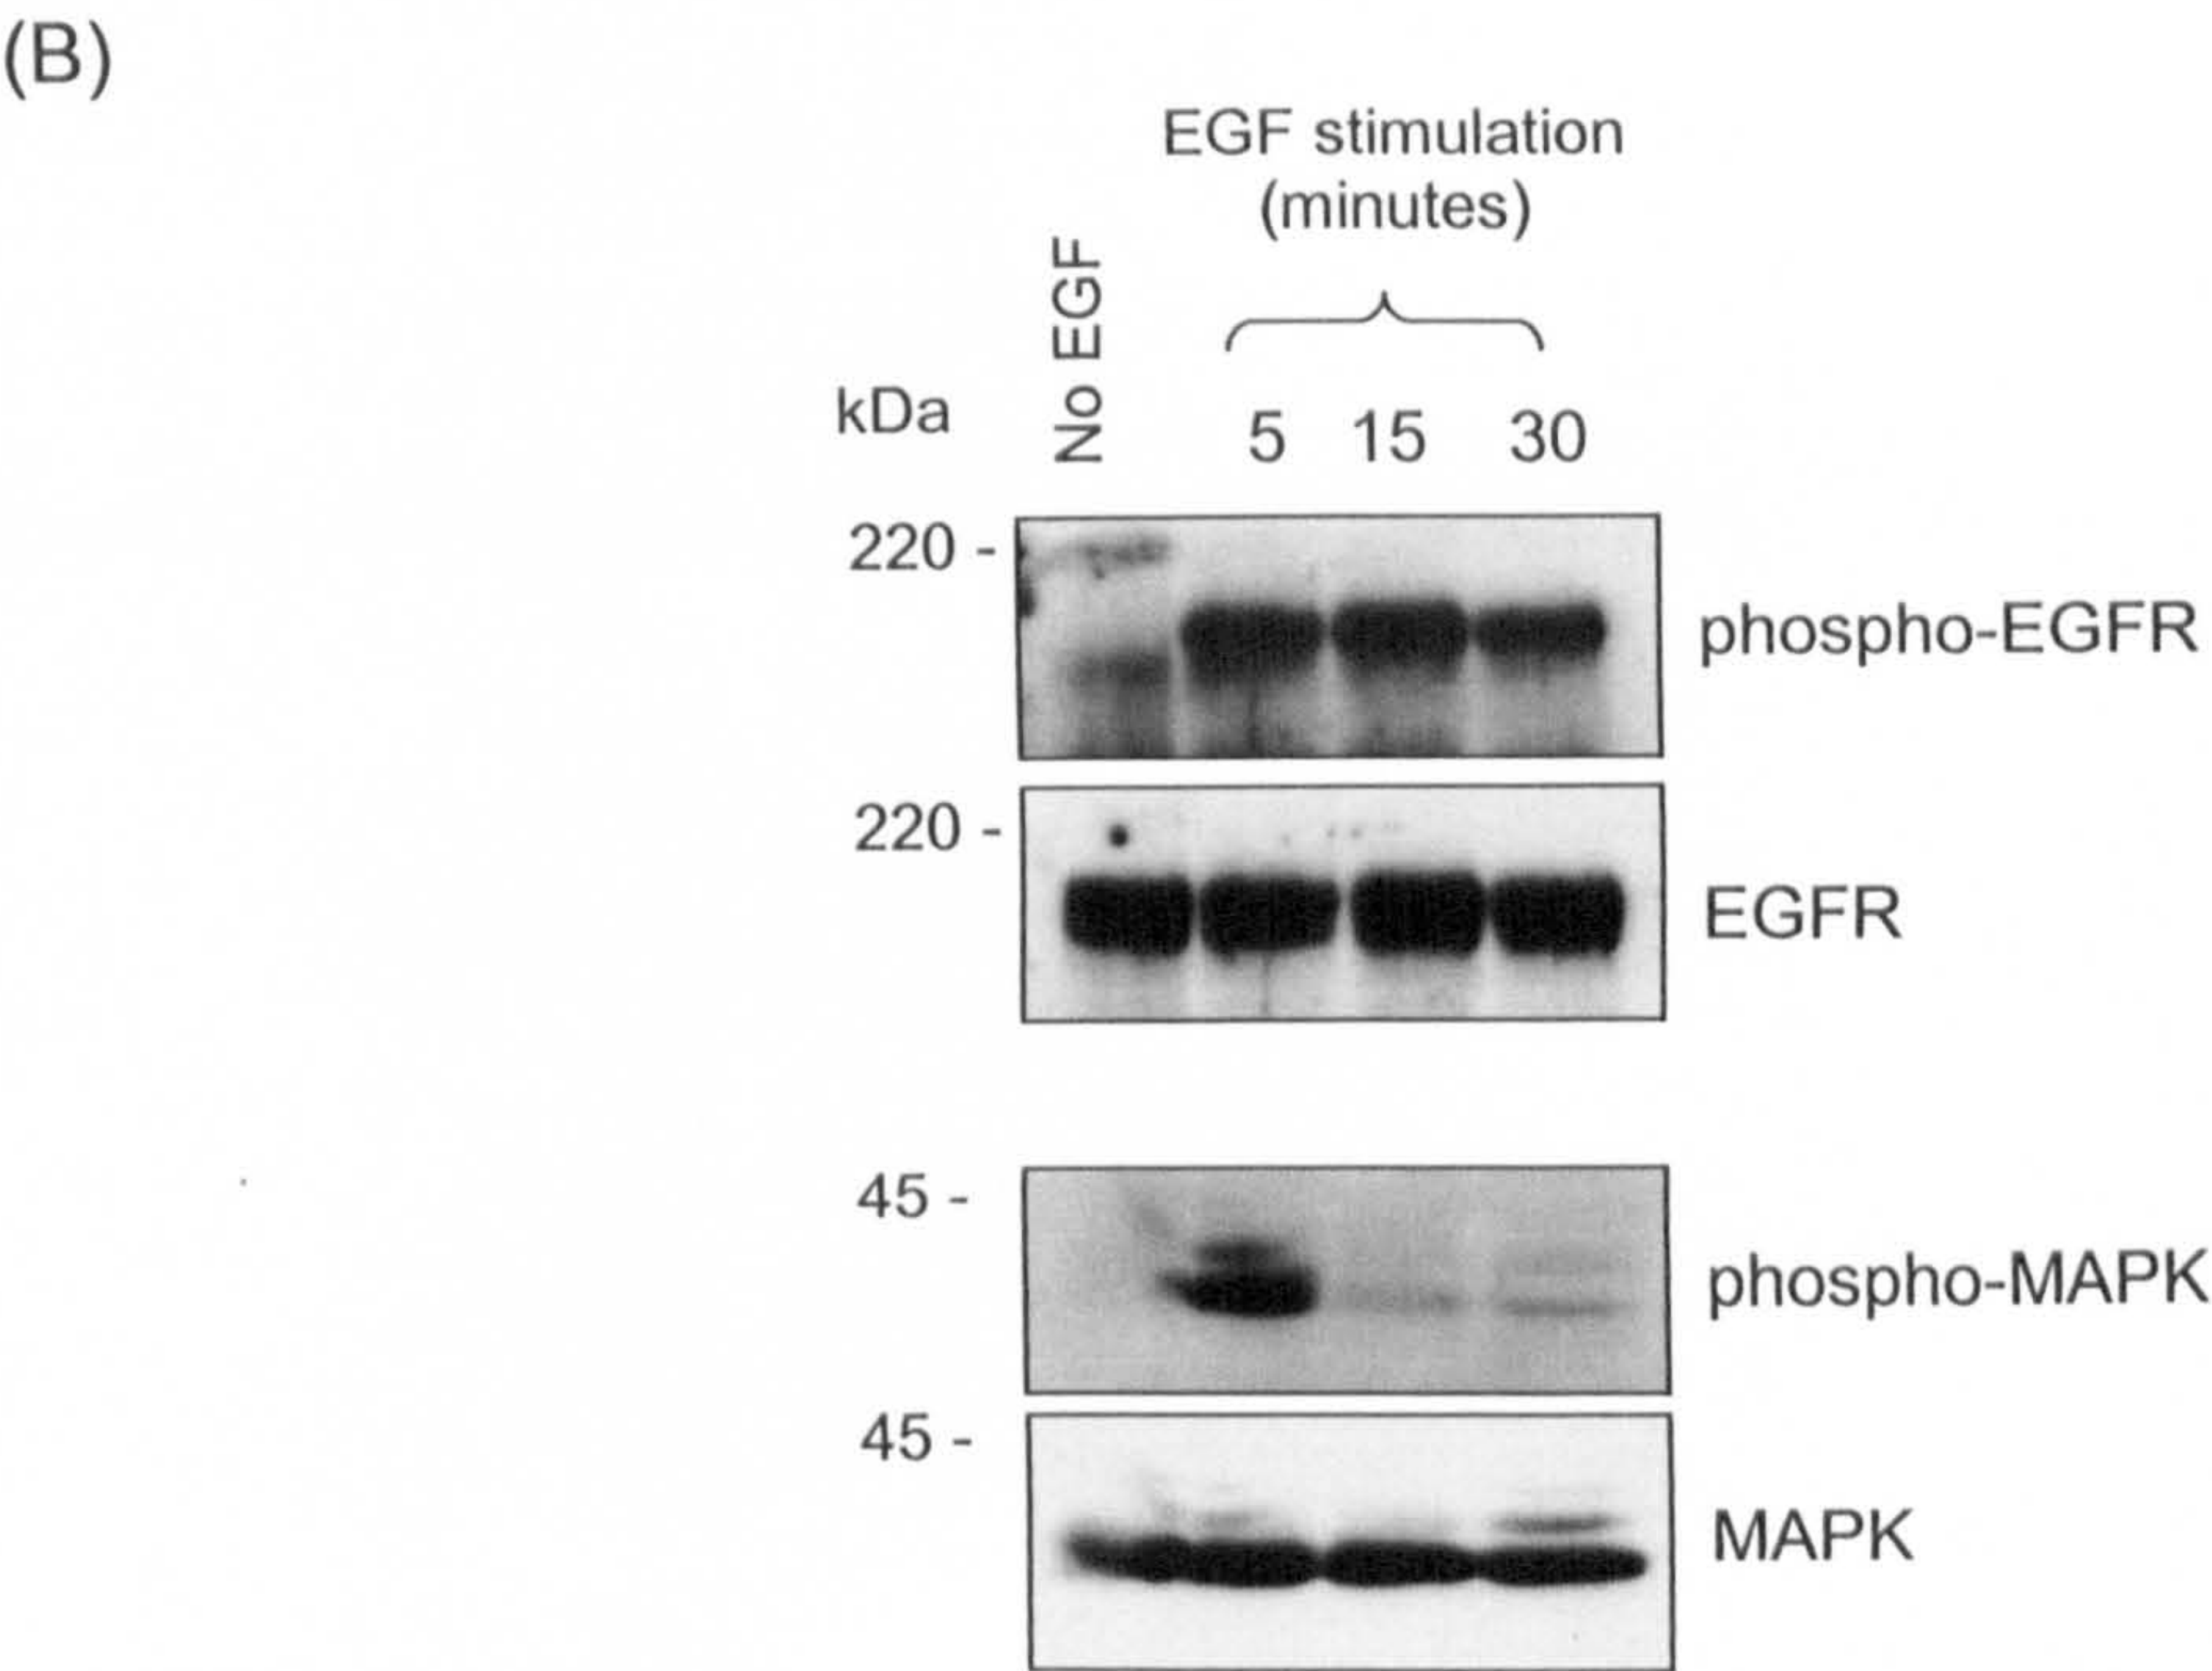 (B)
EGF stimulation
(minutes)
No EGF
kDa
5 15 30
220 -
phospho-EGFR
220 -
EGFR
45 -
phospho-MAPK
45 -
MAPK